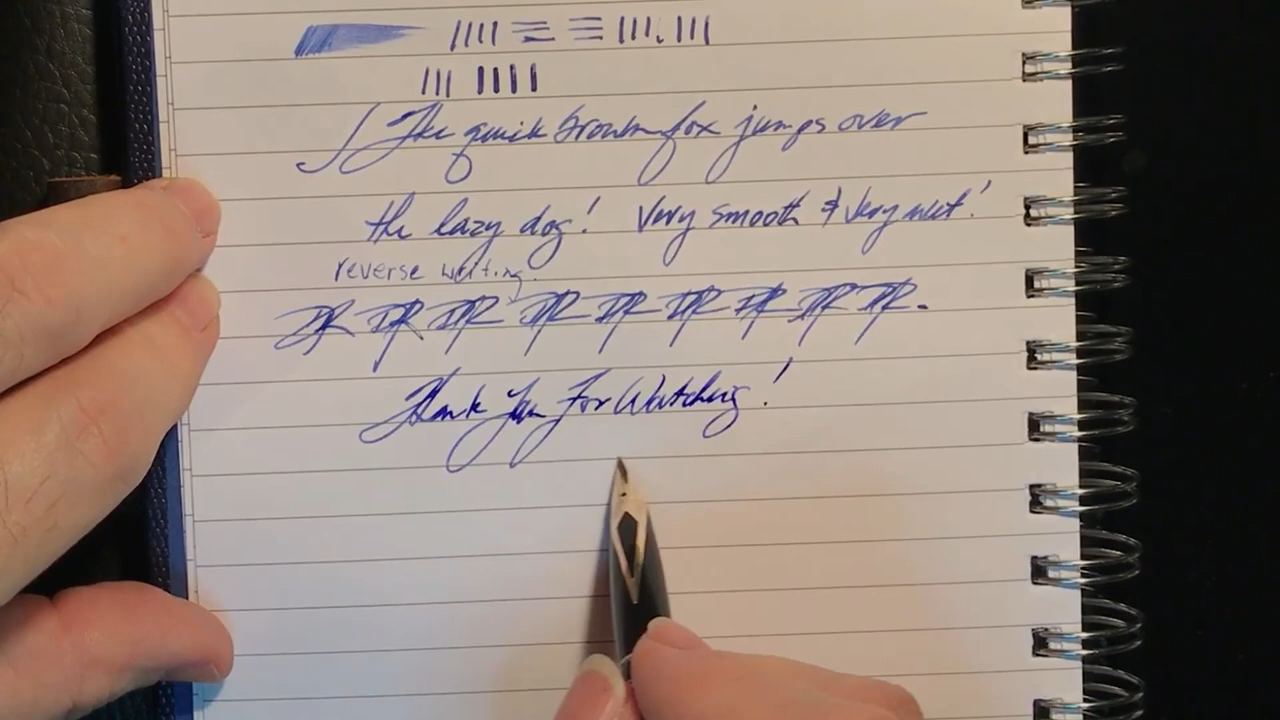 The quick brown fox jumps over
the lazy dog! Very smooth & Very wet!
reverse writing.
Thank You For Watching!